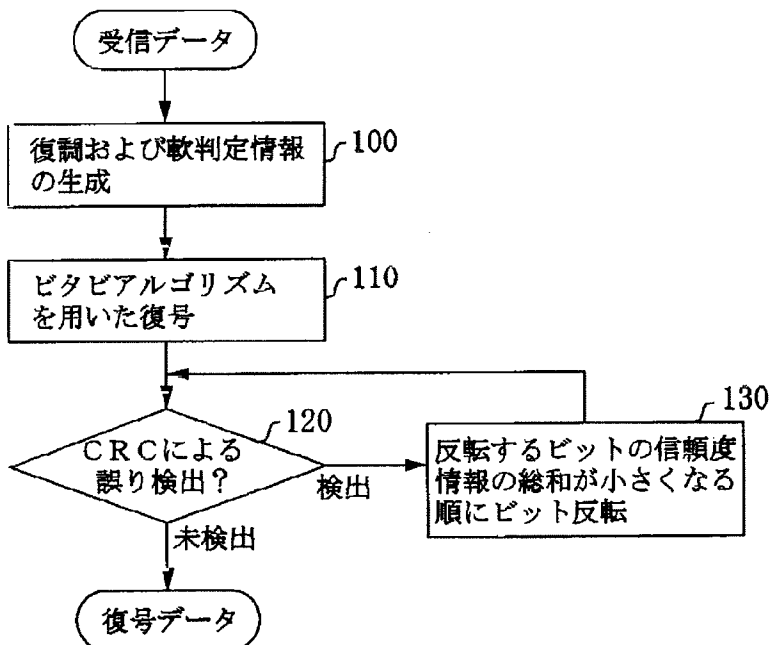 受信データ
復調および軟判定情報
の生成
100
ビタビアルゴリズム
を用いた復号
110
CRCによる
誤り検出?
120
検出
反転するビットの信頼度
情報の総和が小さくなる
順にビット反転
130
未検出
復号データ